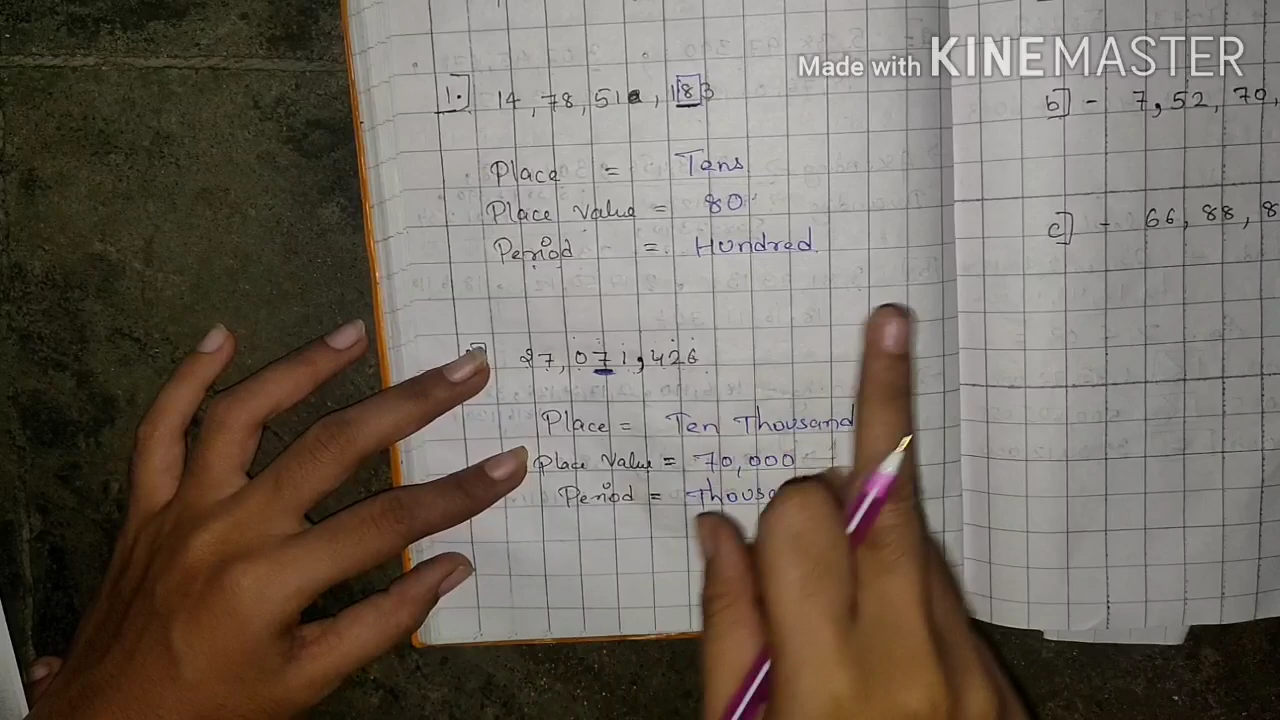 Made with KINEMASTER
1. 14,78,51, 183
Place = Tens
Place Value = 80
Period = Hundred
27,071,426
Place = Ten Thousand
Place Value = 70,000
Period =
b] - 7,52,70,
c] - 66,88,8